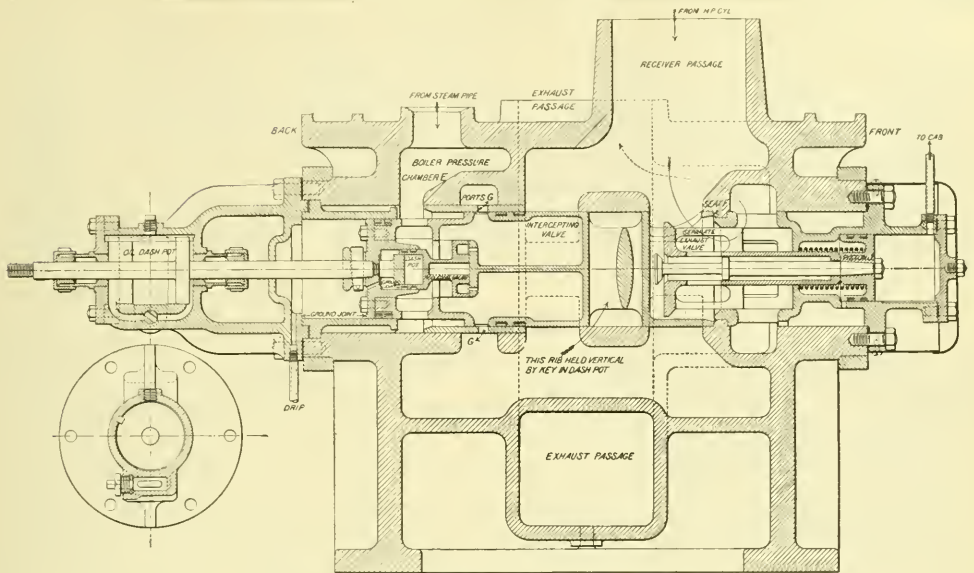 FROM H.P. CYL
RECEIVER PASSAGE
FROM STEAM PIPE
EXHAUST
PASSAGE
BACK
FRONT
TO CAB
BOILER PRESSURE
CHAMBER E
PORTS G
SEAT F
SEPARATE
EXHAUST
VALVE
INTERCEPTING
VALVE
OIL DASH POT
DASH
POT
PISTON
GROUND JOINT
G
THIS RIB HELD VERTICAL
BY KEY IN DASH POT
DRIP
EXHAUST PASSAGE